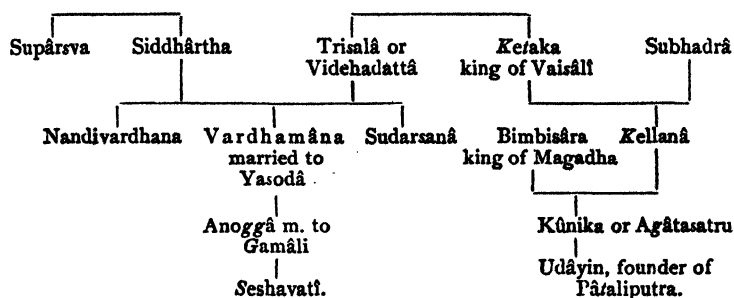 Supârsva Siddhârtha Trisalâ or Ketaka Subhadrâ
Videhadattâ king of Vaisâlî
Nandivardhana Vardhamâna Sudarsanâ Bimbisâra Kellanâ
married to king of Magadha
Yasodâ
Anoggâ m. to Kûnika or Agâtasatru
Gamâli
Udâyin, founder of
Seshavatî. Pâtaliputra.